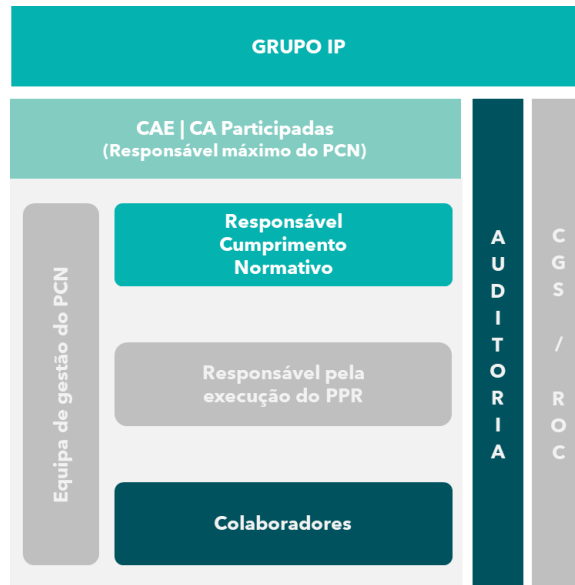 GRUPO IP
CAE | CA Participadas
(Responsável máximo do PCN)
Equipa de gestão do PCN
Responsável
Cumprimento
Normativo
Responsável pela
execução do PPR
Colaboradores
AUDITORIA
CGS / ROC